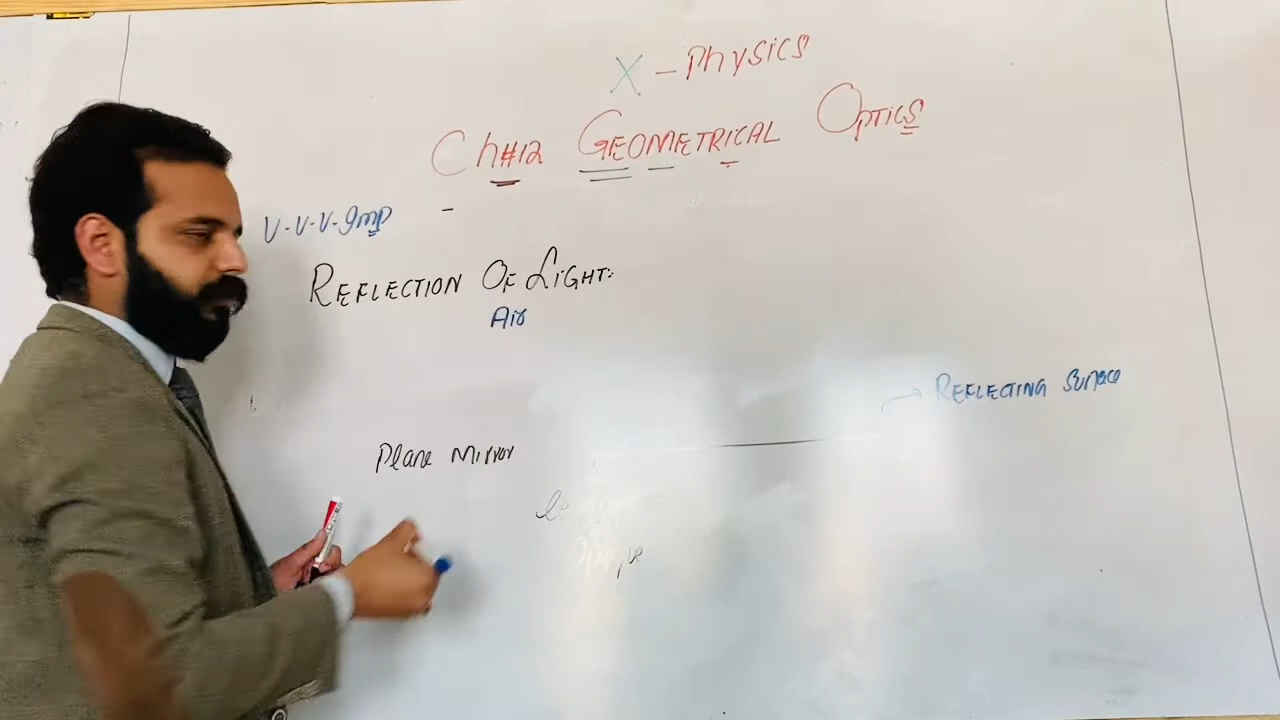 X - Physics
Ch#12 GEOMETRICAL OPTICS
V.V.V.Imp
REFLECTION OF LIGHT:
Air
REFLECTING Surface
Plane Mirror